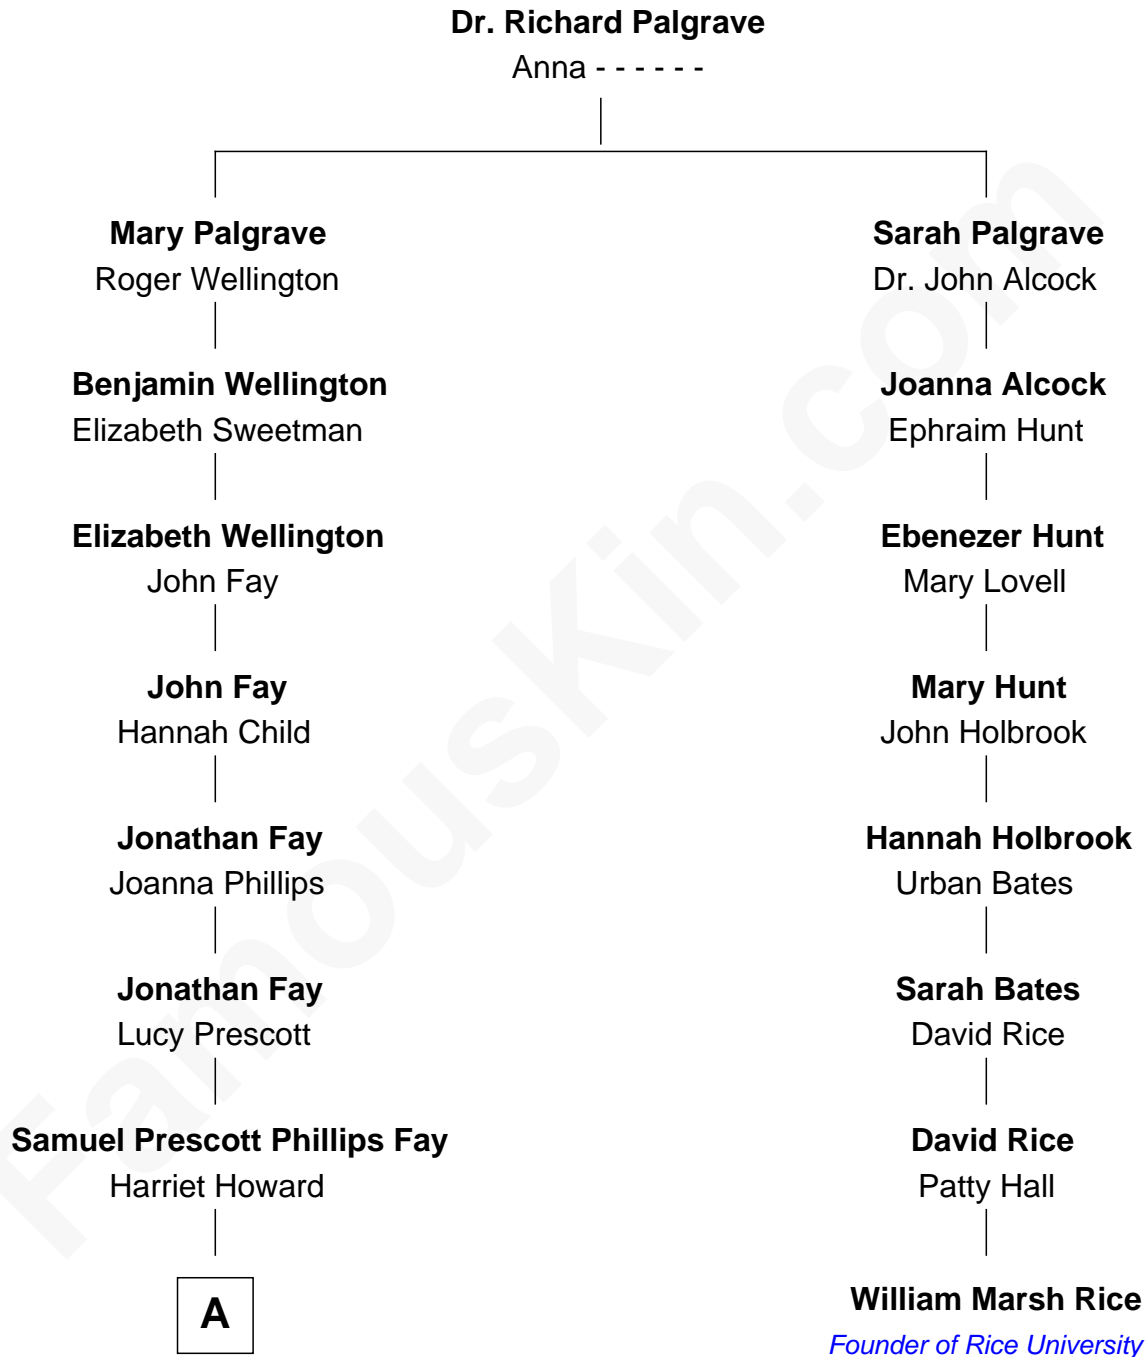 Dr. Richard Palgrave
Anna - - - - - -
Mary Palgrave
Roger Wellington
Sarah Palgrave
Dr. John Alcock
Benjamin Wellington
Elizabeth Sweetman
Joanna Alcock
Ephraim Hunt
Elizabeth Wellington
John Fay
Ebenezer Hunt
Mary Lovell
John Fay
Hannah Child
Mary Hunt
John Holbrook
Jonathan Fay
Joanna Phillips
Hannah Holbrook
Urban Bates
Jonathan Fay
Lucy Prescott
Sarah Bates
David Rice
Samuel Prescott Phillips Fay
Harriet Howard
David Rice
Patty Hall
A
William Marsh Rice
Founder of Rice University
FamousKin.com